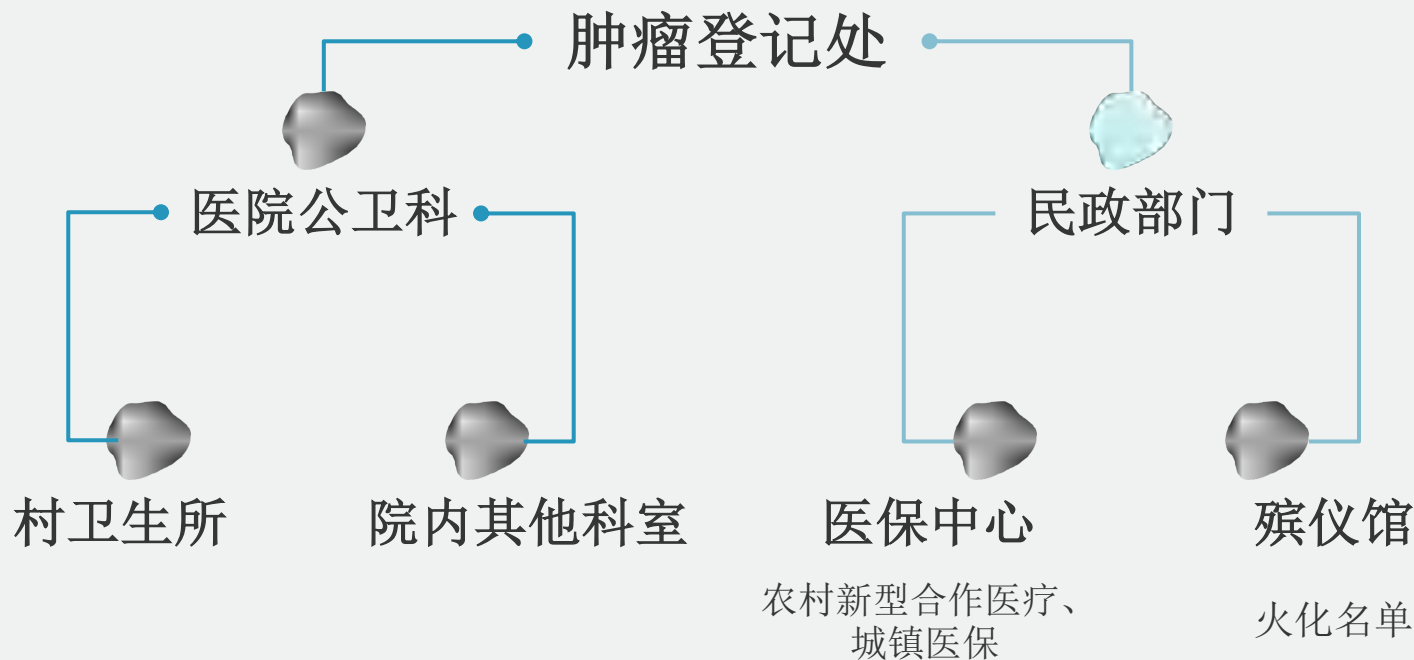 肿瘤登记处
医院公卫科
民政部门
村卫生所
院内其他科室
医保中心
殡仪馆
农村新型合作医疗、
城镇医保
火化名单